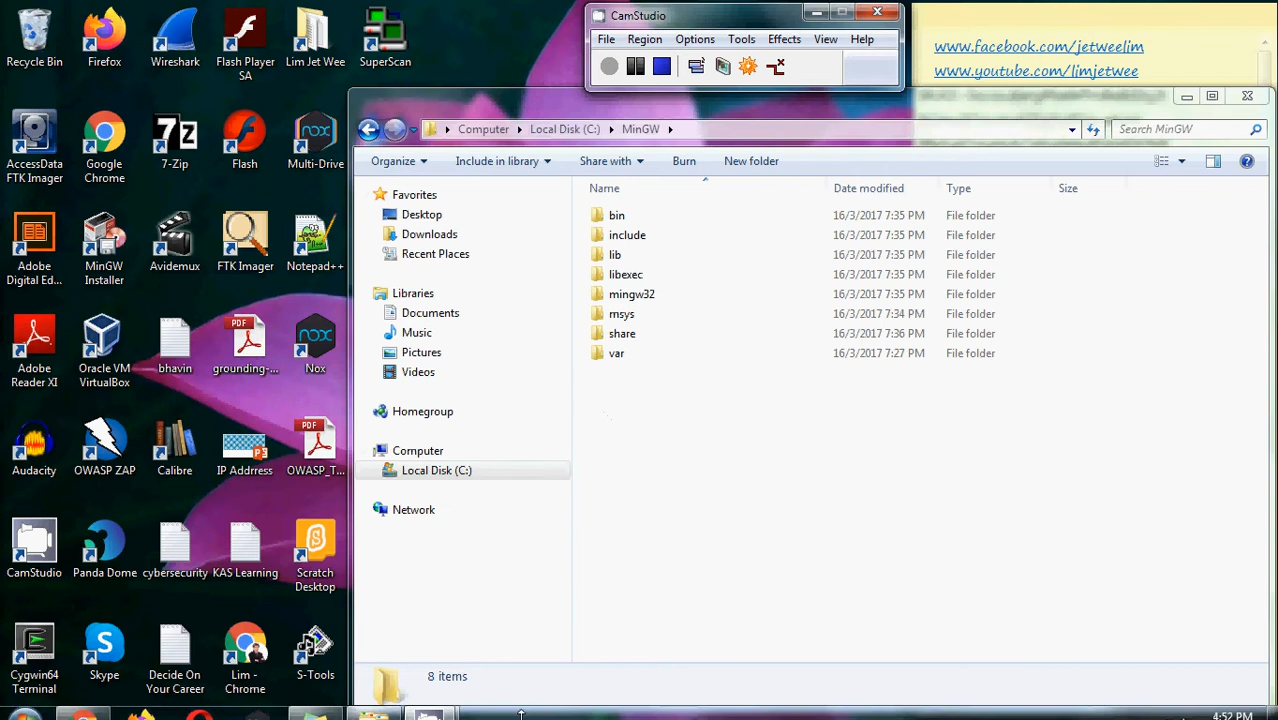 Recycle Bin
Firefox
Wireshark
Flash Player
SA
Lim Jet Wee
SuperScan
AccessData
FTK Imager
Google
Chrome
7-Zip
Flash
Multi-Drive
Adobe
Digital Ed...
MinGW
Installer
Avidemux
FTK Imager
Notepad++
Adobe
Reader XI
Oracle VM
VirtualBox
bhavin
PDF
grounding-...
nox
Nox
Audacity
OWASP ZAP
Calibre
IP Addrress
PDF
OWASP_T...
CamStudio
Panda Dome
cybersecurity
KAS Learning
Scratch
Desktop
Cygwin64
Terminal
Skype
Decide On
Your Career
Lim -
Chrome
S-Tools
CamStudio
File Region Options Tools Effects View Help
www.facebook.com/jetweelim
www.youtube.com/limjetwee
Computer Local Disk (C:) MinGW
Search MinGW
Organize Include in library Share with Burn New folder
Favorites
Desktop
Downloads
Recent Places
Libraries
Documents
Music
Pictures
Videos
Homegroup
Computer
Local Disk (C:)
Network
Name Date modified Type Size
bin 16/3/2017 7:35 PM File folder
include 16/3/2017 7:35 PM File folder
lib 16/3/2017 7:35 PM File folder
libexec 16/3/2017 7:35 PM File folder
mingw32 16/3/2017 7:35 PM File folder
msys 16/3/2017 7:34 PM File folder
share 16/3/2017 7:36 PM File folder
var 16/3/2017 7:27 PM File folder
8 items
4:52 PM